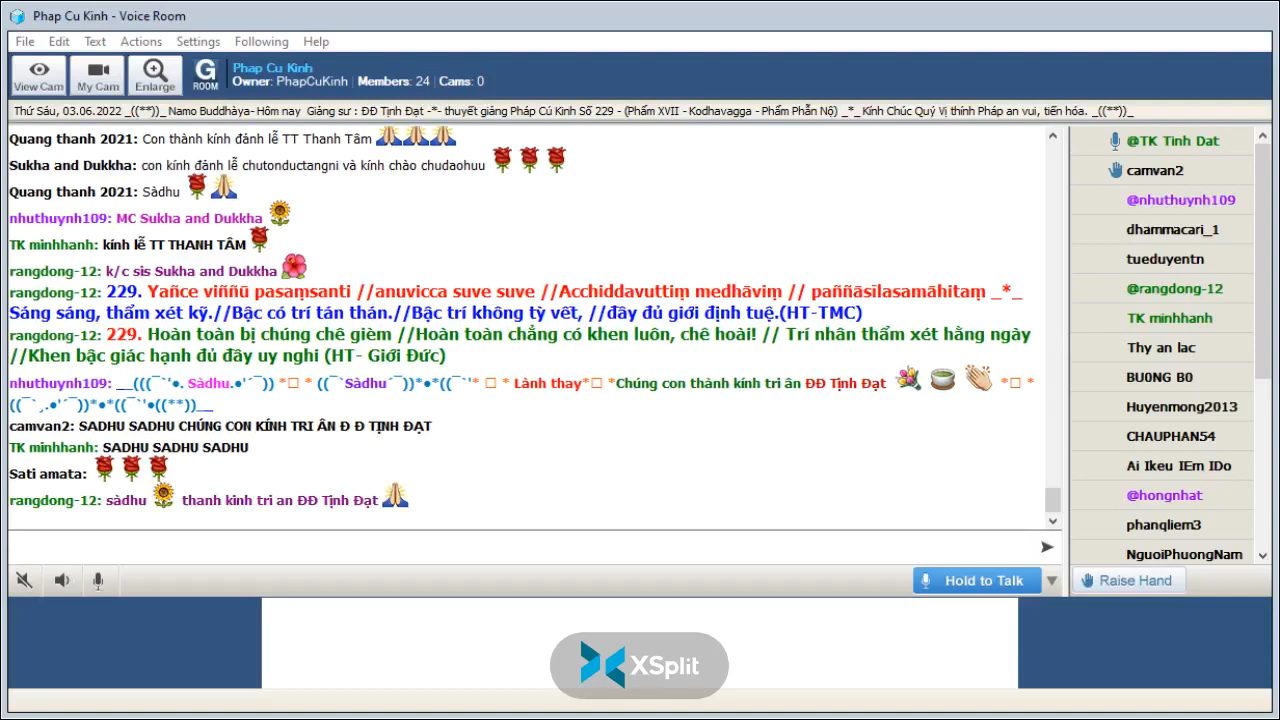 Phap Cu Kinh - Voice Room
File Edit Text Actions Settings Following Help
View Cam My Cam Enlarge G ROOM
Phap Cu Kinh
Owner: PhapCuKinh | Members: 24 | Cams: 0
Thứ Sáu, 03.06.2022 _((**))_ Namo Buddhàya- Hôm nay Giảng sư : ĐĐ Tịnh Đạt -*- thuyết giảng Pháp Cú Kinh Số 229 - (Phẩm XVII - Kodhavagga - Phẩm Phẫn Nộ) _*_ Kính Chúc Quý Vị thính Pháp an vui, tiến hóa. _((**))_
Quang thanh 2021: Con thành kính đảnh lễ TT Thanh Tâm
Sukha and Dukkha: con kính đảnh lễ chutonductangni và kính chào chudaohuu
Quang thanh 2021: Sàdhu
nhuthuynh109: MC Sukha and Dukkha
TK minhhanh: kính lễ TT THANH TÂM
rangdong-12: k/c sis Sukha and Dukkha
rangdong-12: 229. Yañce viññū pasaṃsanti //anuvicca suve suve //Acchiddavuttiṃ medhāviṃ // paññāsīlasamāhitaṃ _*_
Sáng sáng, thẩm xét kỹ.//Bậc có trí tán thán.//Bậc trí không tỳ vết, //đầy đủ giới định tuệ.(HT-TMC)
rangdong-12: 229. Hoàn toàn bị chúng chê gièm //Hoàn toàn chẳng có khen luôn, chê hoài! // Trí nhân thẩm xét hằng ngày
//Khen bậc giác hạnh đủ đầy uy nghi (HT- Giới Đức)
nhuthuynh109: __(((¯`'•. Sàdhu.•'´¯)) *□ * ((¯`Sàdhu´¯))*•*((¯`'* □ * Lành thay*□ *Chúng con thành kính tri ân ĐĐ Tịnh Đạt *□ *
((¯`¸.•'´¯))*•*((¯`'•((**))__
camvan2: SADHU SADHU CHÚNG CON KÍNH TRI ÂN Đ Đ TỊNH ĐẠT
TK minhhanh: SADHU SADHU SADHU
Sati amata:
rangdong-12: sàdhu thanh kinh tri an ĐĐ Tịnh Đạt
@TK Tinh Dat
camvan2
@nhuthuynh109
dhammacari_1
tueduyentn
@rangdong-12
TK minhhanh
Thy an lac
BU0NG B0
Huyenmong2013
CHAUPHAN54
Ai Ikeu IEm IDo
@hongnhat
phanqliem3
NguoiPhuongNam
Hold to Talk
Raise Hand
XSplit